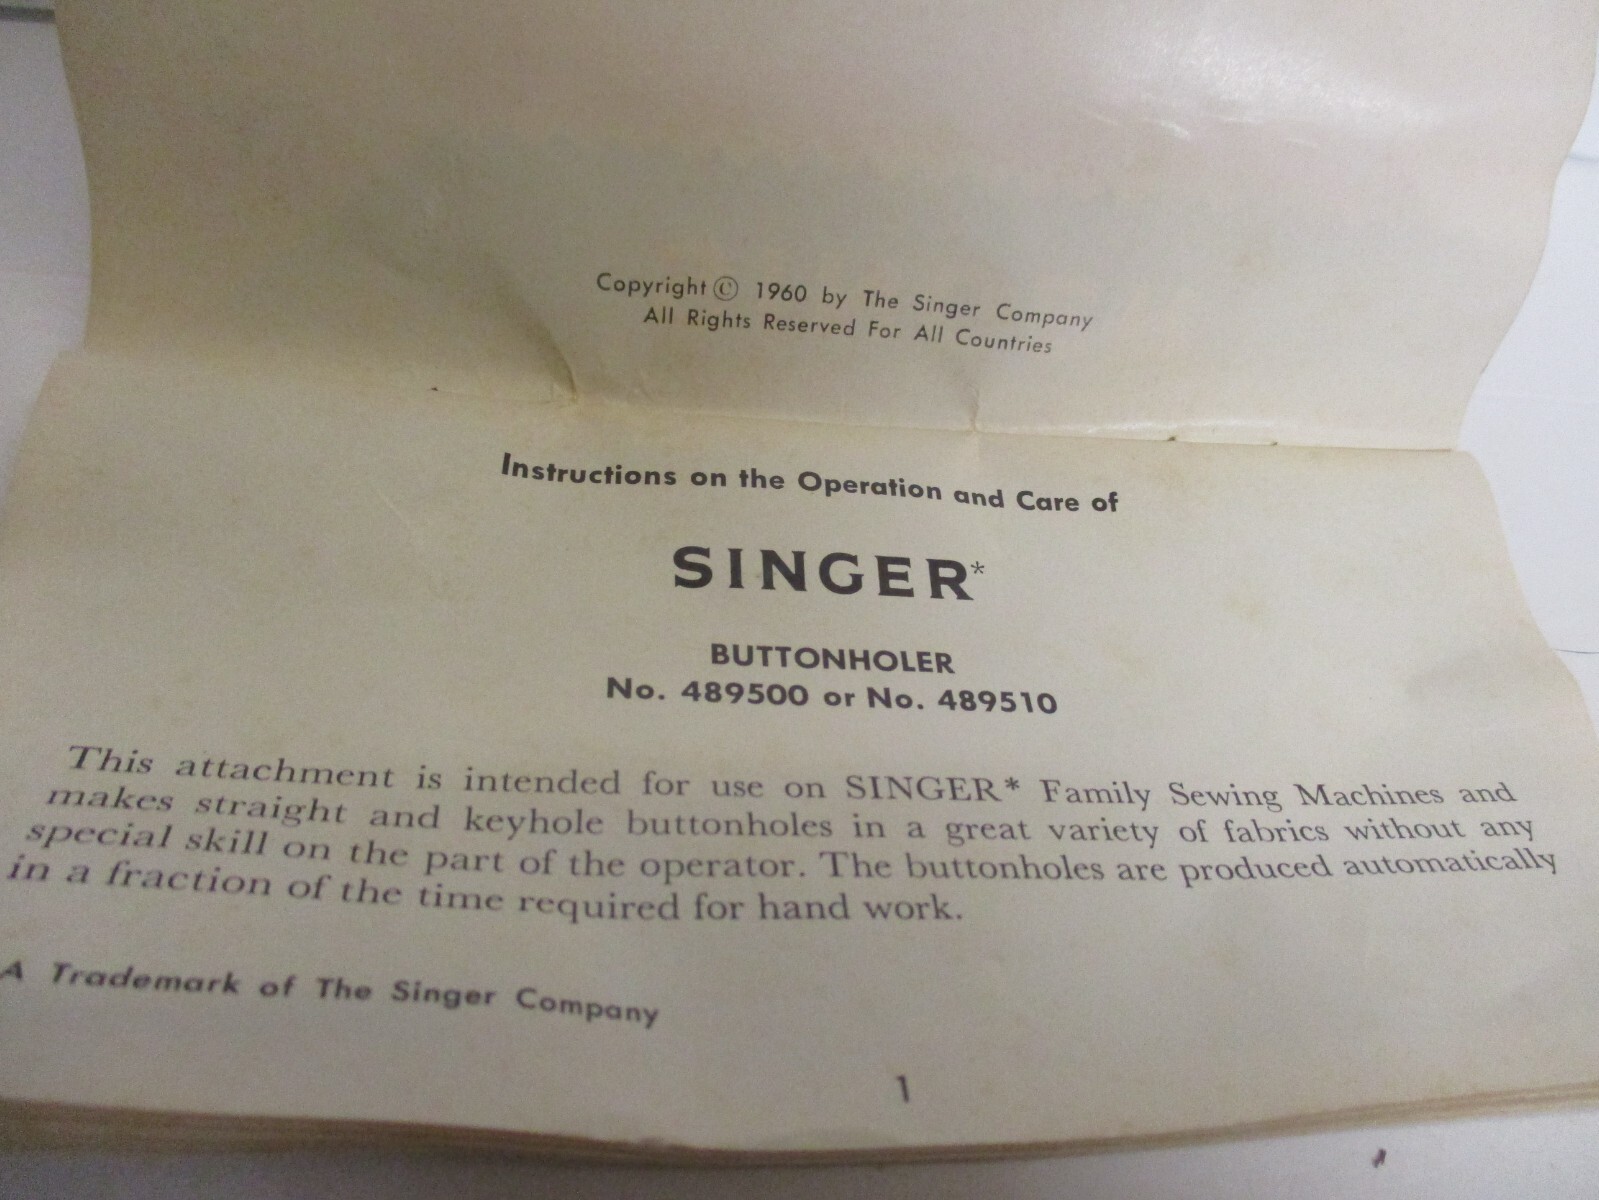 Copyright © 1960 by The Singer Company
All Rights Reserved For All Countries
Instructions on the Operation and Care of
SINGER*
BUTTONHOLER
No. 489500 or No. 489510
This attachment is intended for use on SINGER* Family Sewing Machines and
makes straight and keyhole buttonholes in a great variety of fabrics without any
special skill on the part of the operator. The buttonholes are produced automatically
in a fraction of the time required for hand work.
A Trademark of The Singer Company
1